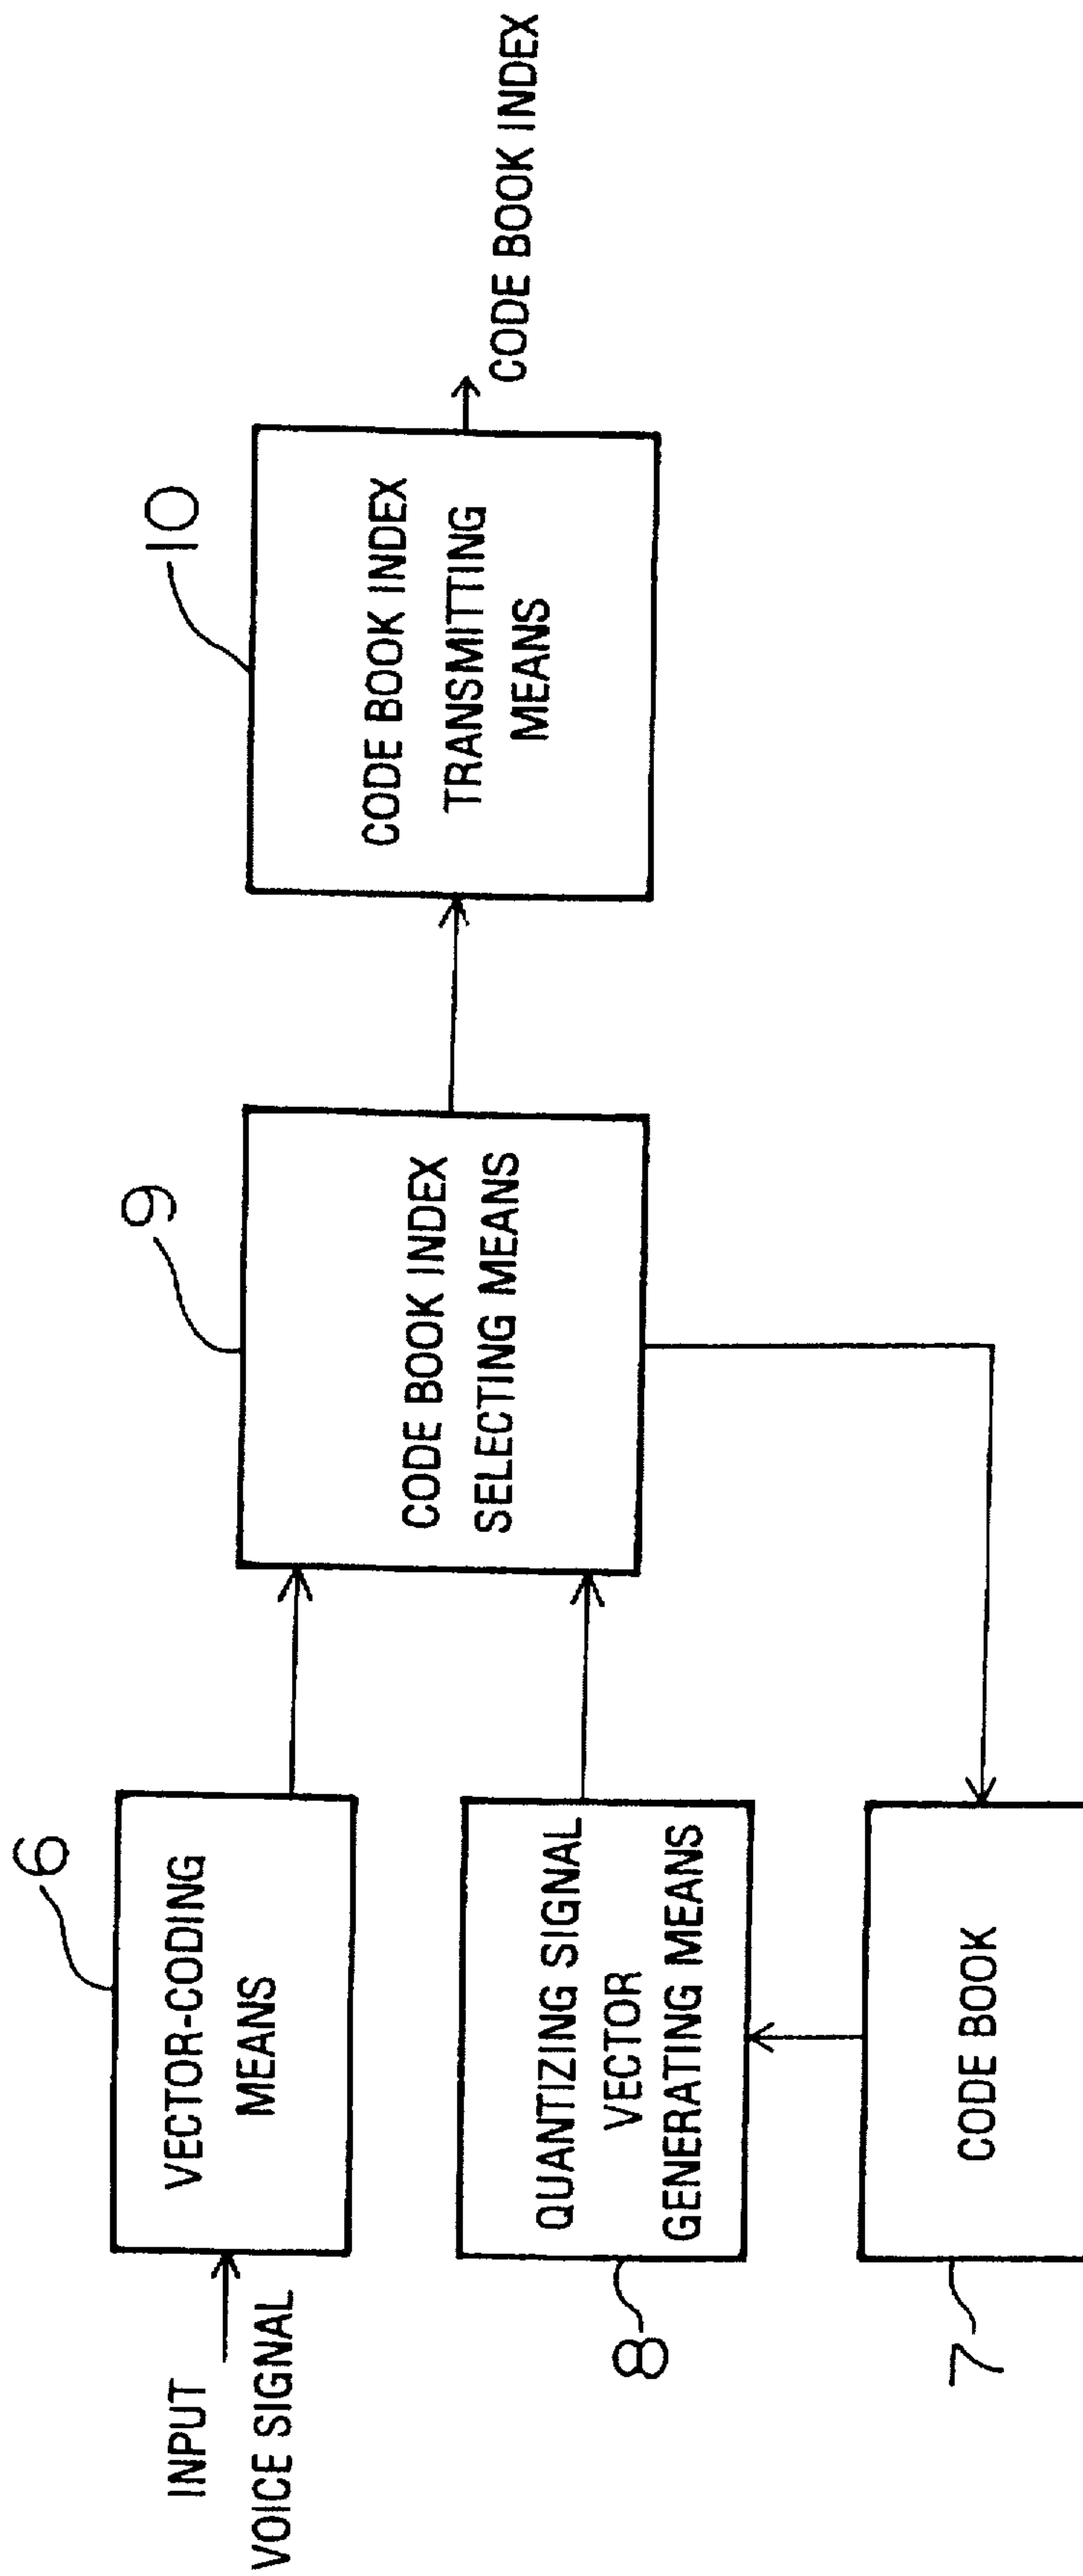 INPUT
VOICE SIGNAL
6
VECTOR-CODING
MEANS
8
QUANTIZING SIGNAL
VECTOR
GENERATING MEANS
7
CODE BOOK
9
CODE BOOK INDEX
SELECTING MEANS
10
CODE BOOK INDEX
TRANSMITTING
MEANS
CODE BOOK INDEX